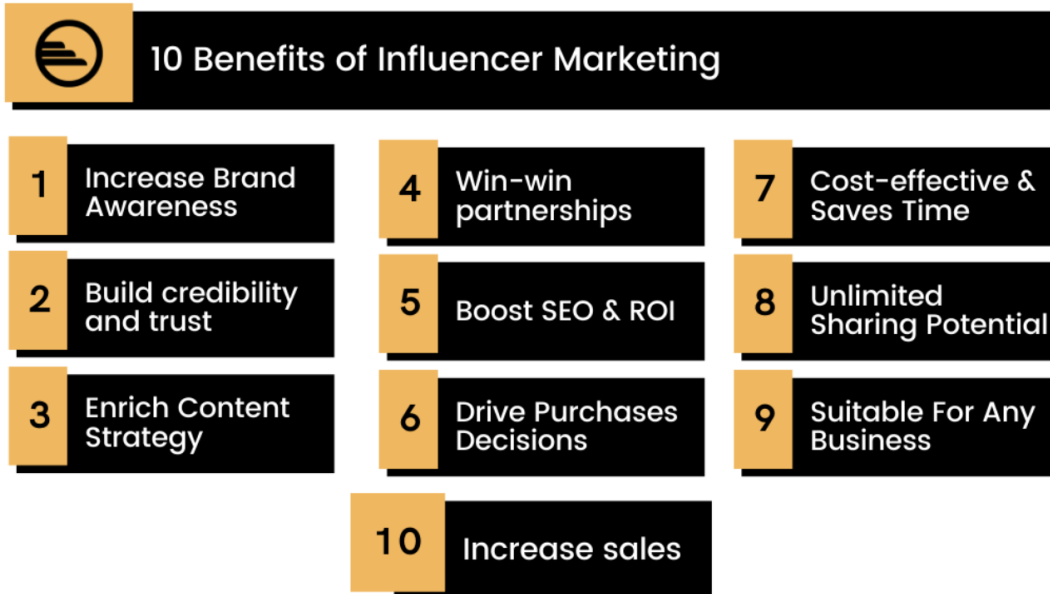 10 Benefits of Influencer Marketing
1
Increase Brand
Awareness
2
Build credibility
and trust
3
Enrich Content
Strategy
4
Win-win
partnerships
5
Boost SEO & ROI
6
Drive Purchases
Decisions
7
Cost-effective &
Saves Time
8
Unlimited
Sharing Potential
9
Suitable For Any
Business
10
Increase sales